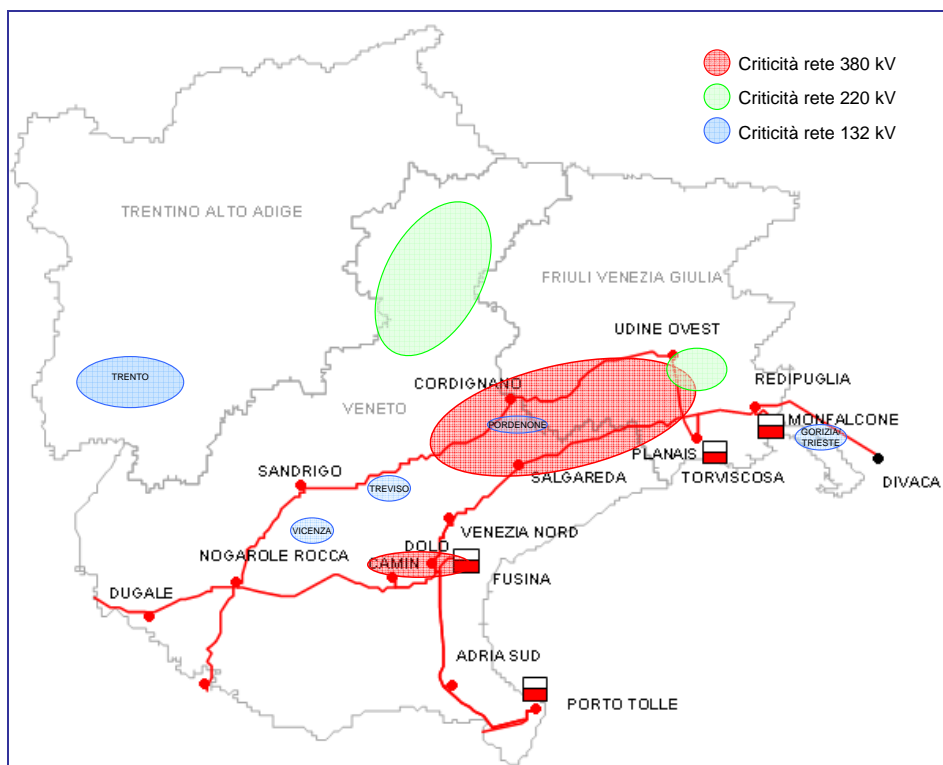 Criticità rete 380 kV
Criticità rete 220 kV
Criticità rete 132 kV
TRENTINO ALTO ADIGE
FRIULI VENEZIA GIULIA
UDINE OVEST
TRENTO
CORDIGNANO
REDIPUGLIA
VENETO
MONFALCONE
PORDENONE
GORIZIA/
TRIESTE
PLANAIS
SANDRIGO
SALGAREDA
TORVISCOSA
DIVACA
TREVISO
VICENZA
VENEZIA NORD
DOLO
NOGAROLE ROCCA
CAMIN
FUSINA
DUGALE
ADRIA SUD
PORTO TOLLE